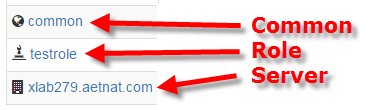 common
testrole
xlab279.aetnat.com
Common
Role
Server